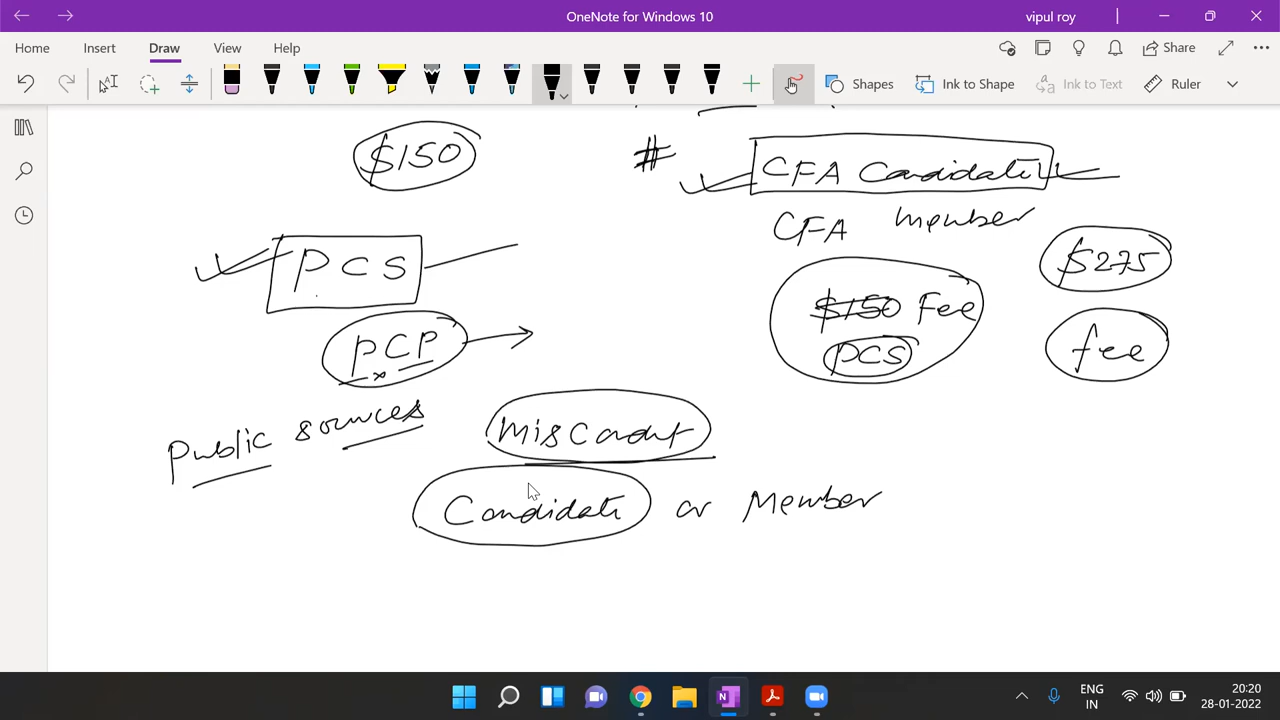 OneNote for Windows 10
vipul roy
Home Insert Draw View Help
Share
Shapes Ink to Shape Ink to Text Ruler
$150
#
CFA Candidate
CFA member
PCS
$275
$150 Fee
PCS
PCP
fee
Public sources
Misconduct
Candidate or Member
ENG
IN
20:20
28-01-2022